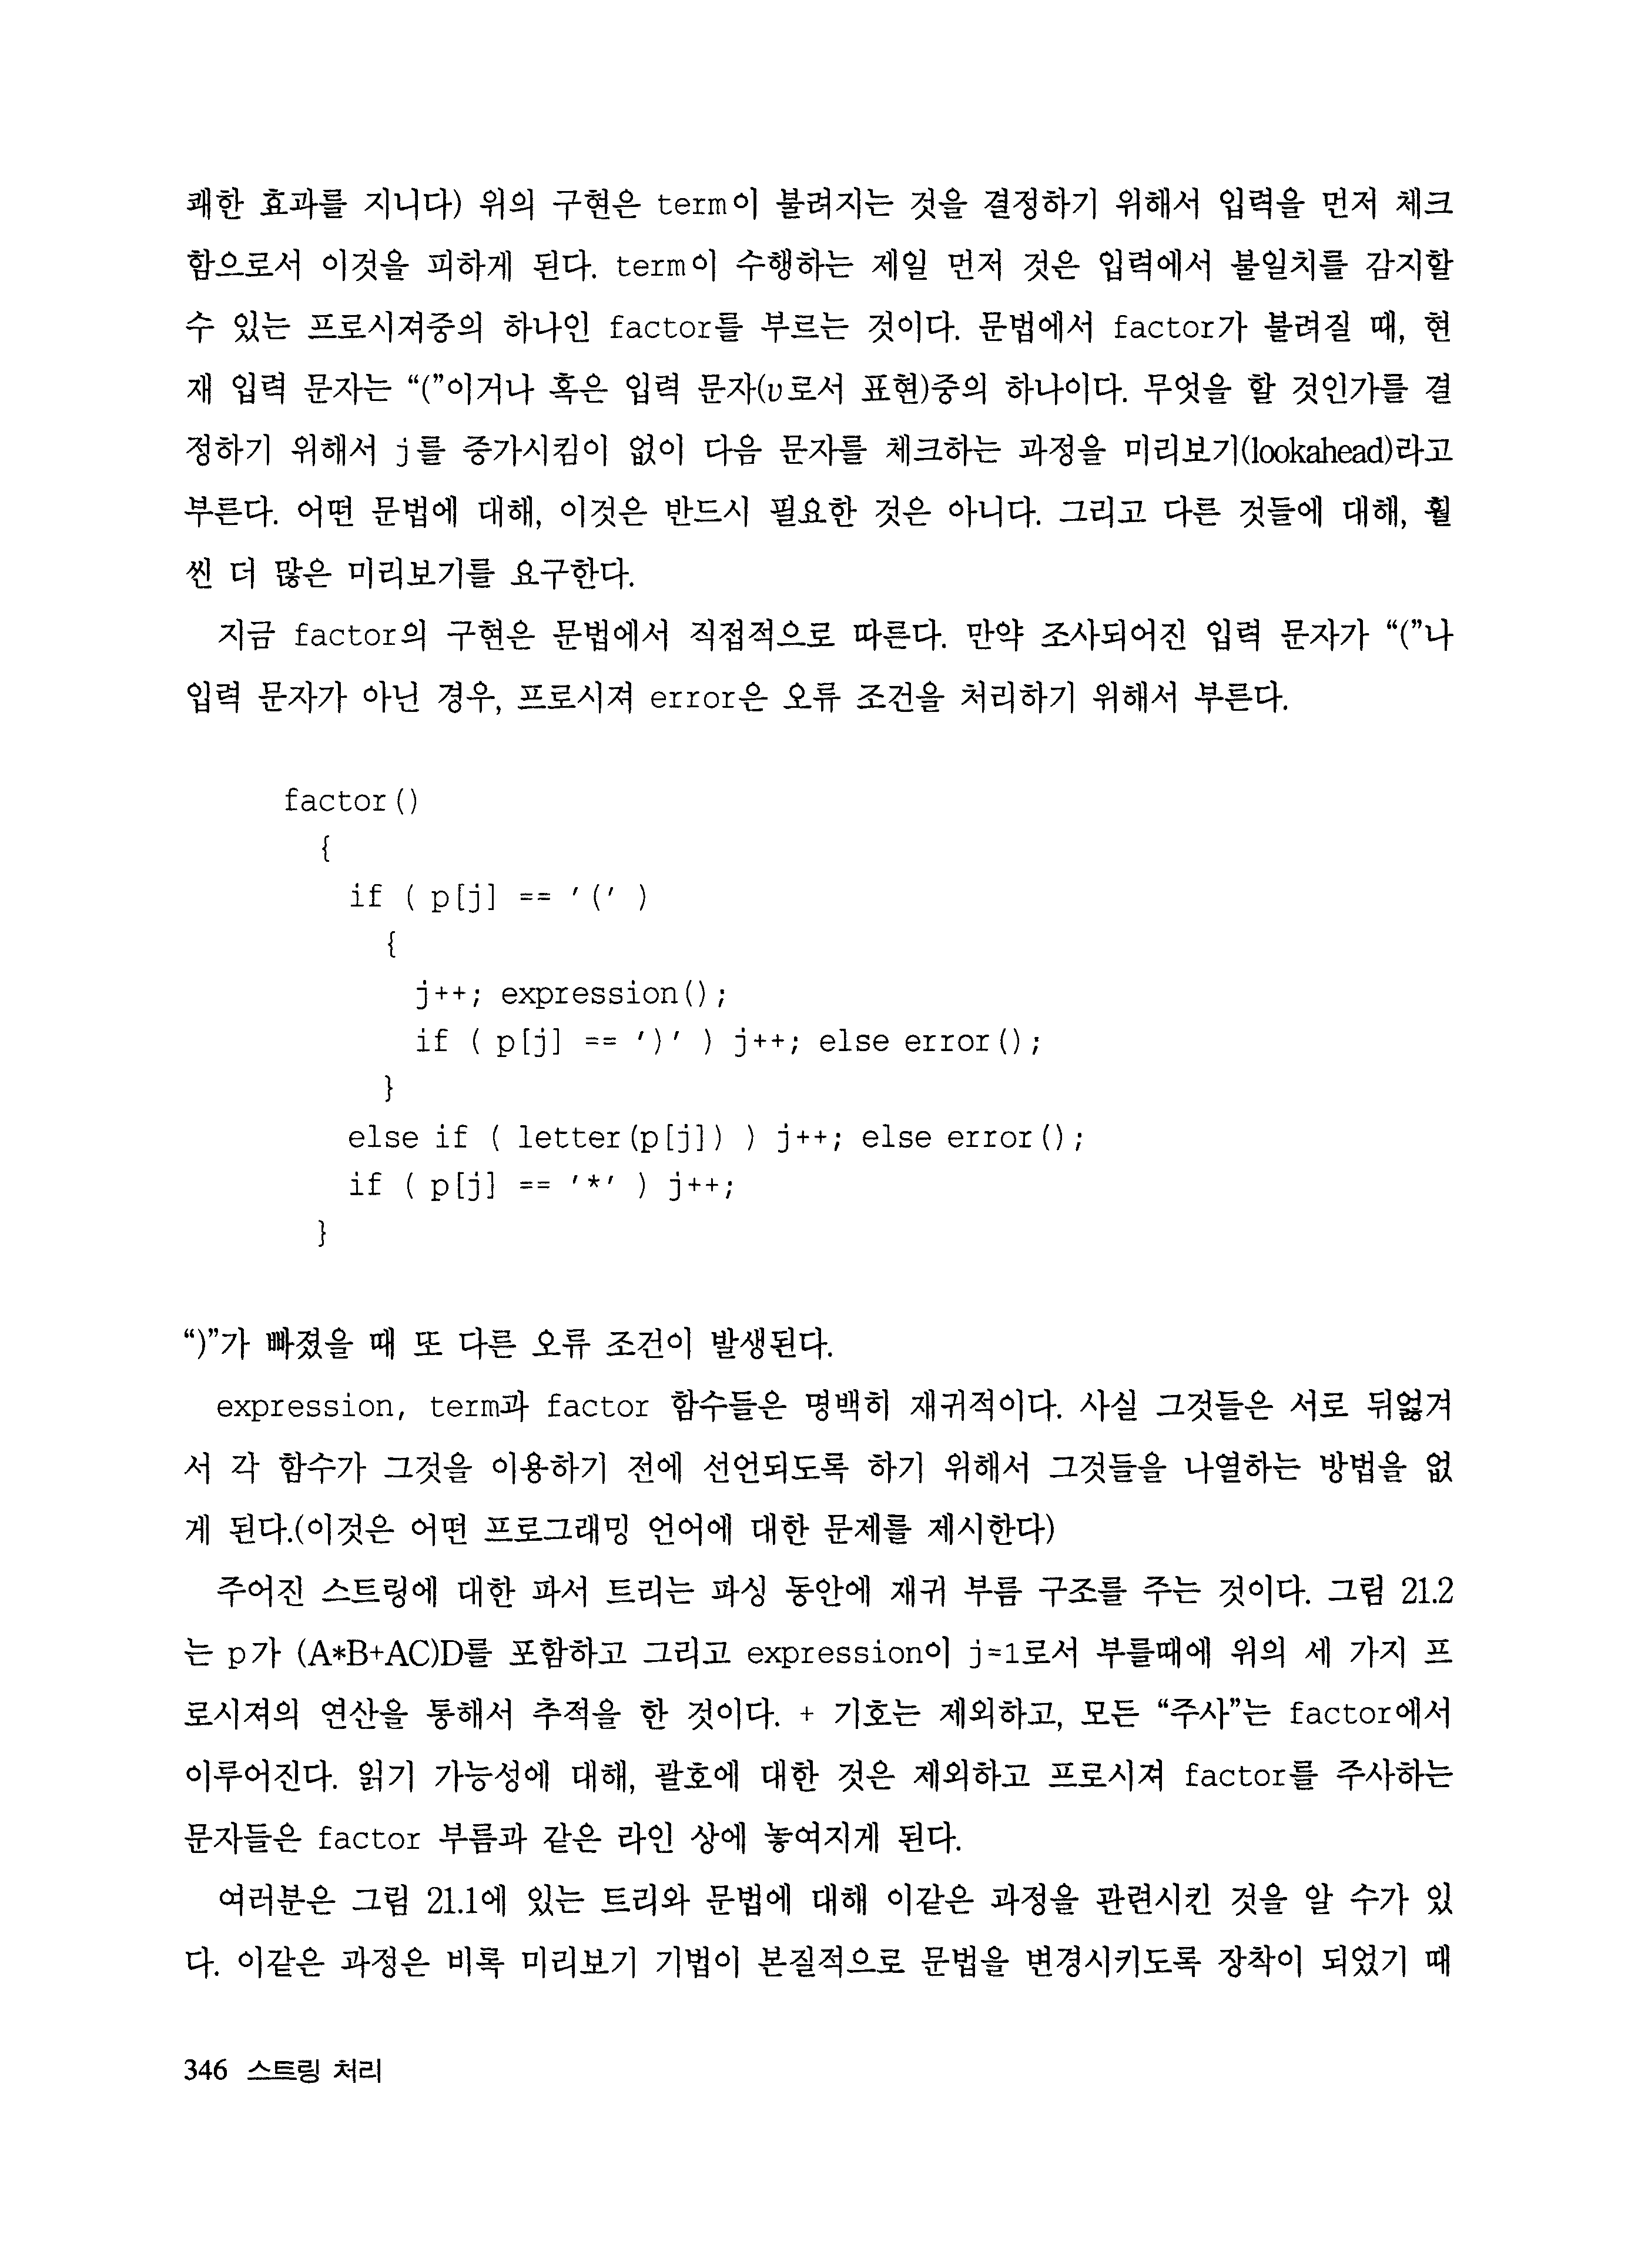 쾌한 효과를 지니다) 위의 구현은 term이 불려지는 것을 결정하기 위해서 입력을 먼저 체크
함으로서 이것을 피하게 된다. term이 수행하는 제일 먼저 것은 입력에서 불일치를 감지할
수 있는 프로시져중의 하나인 factor를 부르는 것이다. 문법에서 factor가 불려질 때, 현
재 입력 문자는 “(”이거나 혹은 입력 문자(υ로서 표현)중의 하나이다. 무엇을 할 것인가를 결
정하기 위해서 j를 증가시킴이 없이 다음 문자를 체크하는 과정을 미리보기(lookahead)라고
부른다. 어떤 문법에 대해, 이것은 반드시 필요한 것은 아니다. 그리고 다른 것들에 대해, 훨
씬 더 많은 미리보기를 요구한다.
지금 factor의 구현은 문법에서 직접적으로 따른다. 만약 조사되어진 입력 문자가 “(”나
입력 문자가 아닌 경우, 프로시져 error은 오류 조건을 처리하기 위해서 부른다.
factor()
{
if ( p[j] == '(' )
{
j++; expression();
if ( p[j] == ')' ) j++; else error();
}
else if ( letter(p[j]) ) j++; else error();
if ( p[j] == '*' ) j++;
}
“)”가 빠졌을 때 또 다른 오류 조건이 발생된다.
expression, term과 factor 함수들은 명백히 재귀적이다. 사실 그것들은 서로 뒤얽겨
서 각 함수가 그것을 이용하기 전에 선언되도록 하기 위해서 그것들을 나열하는 방법을 없
게 된다.(이것은 어떤 프로그래밍 언어에 대한 문제를 제시한다)
주어진 스트링에 대한 파서 트리는 파싱 동안에 재귀 부름 구조를 주는 것이다. 그림 21.2
는 p가 (A*B+AC)D를 포함하고 그리고 expression이 j=1로서 부를때에 위의 세 가지 프
로시져의 연산을 통해서 추적을 한 것이다. + 기호는 제외하고, 모든 “주사”는 factor에서
이루어진다. 읽기 가능성에 대해, 괄호에 대한 것은 제외하고 프로시져 factor를 주사하는
문자들은 factor 부름과 같은 라인 상에 놓여지게 된다.
여러분은 그림 21.1에 있는 트리와 문법에 대해 이같은 과정을 관련시킨 것을 알 수가 있
다. 이같은 과정은 비록 미리보기 기법이 본질적으로 문법을 변경시키도록 장착이 되었기 때
346 스트링 처리